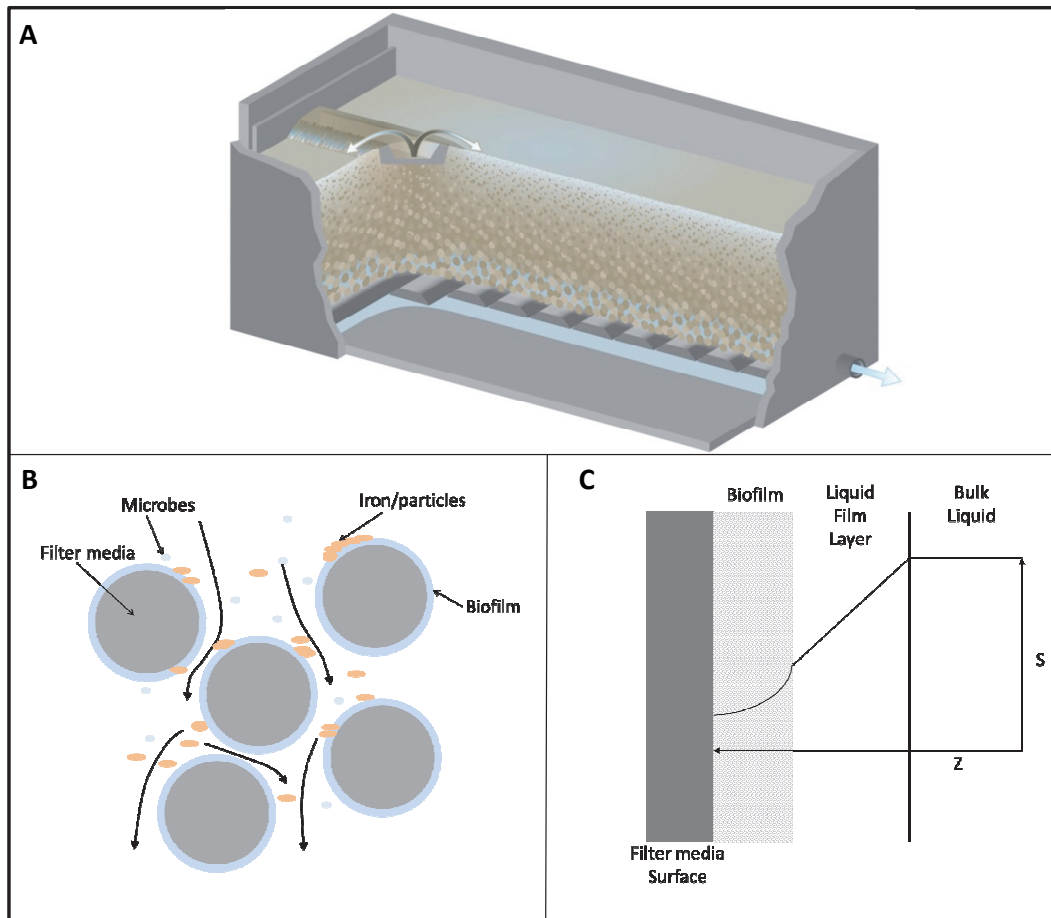 A
B
Microbes
Iron/particles
Filter media
Biofilm
C
Biofilm
Liquid
Film
Layer
Bulk
Liquid
S
Z
Filter media
Surface